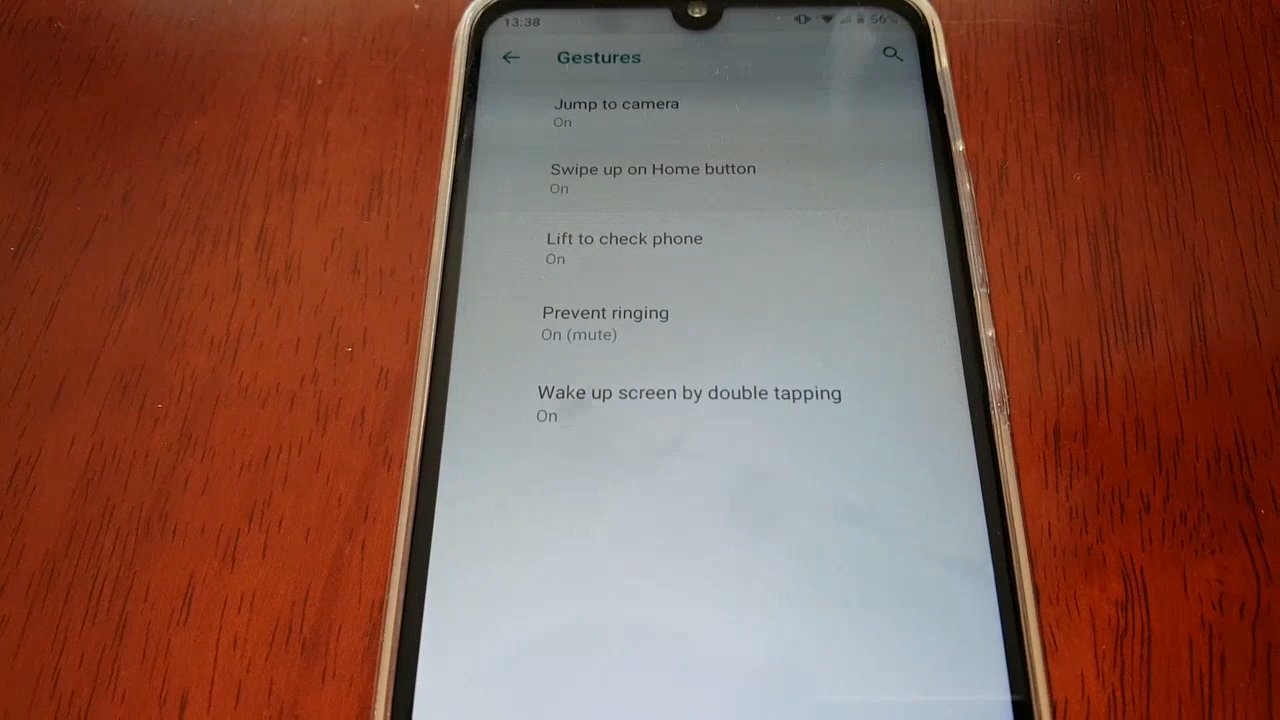 13:38
56%
Gestures
Jump to camera
On
Swipe up on Home button
On
Lift to check phone
On
Prevent ringing
On (mute)
Wake up screen by double tapping
On